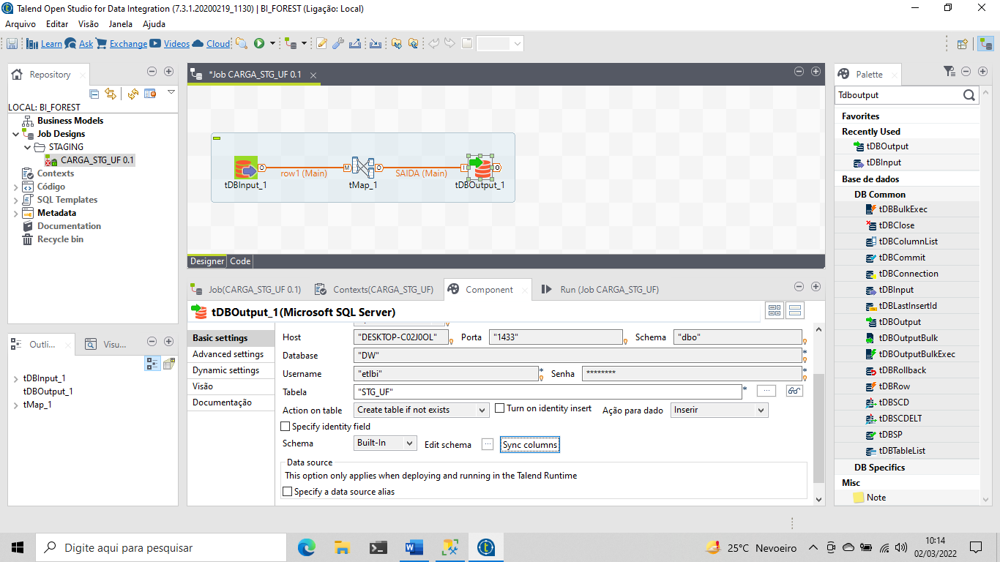 Talend Open Studio for Data Integration (7.3.1.20200219_1130) | BI_FOREST (Ligação: Local)
Arquivo Editar Visão Janela Ajuda
Learn Ask Exchange Videos Cloud
Repository
LOCAL: BI_FOREST
Business Models
Job Designs
STAGING
CARGA_STG_UF 0.1
Contexts
Código
SQL Templates
Metadata
Documentation
Recycle bin
Outli...
Visu...
tDBInput_1
tDBOutput_1
tMap_1
*Job CARGA_STG_UF 0.1
row1 (Main)
SAIDA (Main)
tDBInput_1
tMap_1
tDBOutput_1
Designer Code
Job(CARGA_STG_UF 0.1)
Contexts(CARGA_STG_UF)
Component
Run (Job CARGA_STG_UF)
tDBOutput_1(Microsoft SQL Server)
Basic settings
Advanced settings
Dynamic settings
Visão
Documentação
Host "DESKTOP-C02J0OL" Porta "1433" Schema "dbo"
Database "DW" *
Username "etlbi" * Senha ******** *
Tabela "STG_UF" *
Action on table Create table if not exists Turn on identity insert Ação para dado Inserir
Specify identity field
Schema Built-In Edit schema ... Sync columns
Data source
This option only applies when deploying and running in the Talend Runtime
Specify a data source alias
Palette
Tdboutput
Favorites
Recently Used
tDBOutput
tDBInput
Base de dados
DB Common
tDBBulkExec
tDBClose
tDBColumnList
tDBCommit
tDBConnection
tDBInput
tDBLastInsertId
tDBOutput
tDBOutputBulk
tDBOutputBulkExec
tDBRollback
tDBRow
tDBSCD
tDBSCDELT
tDBSP
tDBTableList
DB Specifics
Misc
Note
Digite aqui para pesquisar
25°C Nevoeiro
10:14
02/03/2022